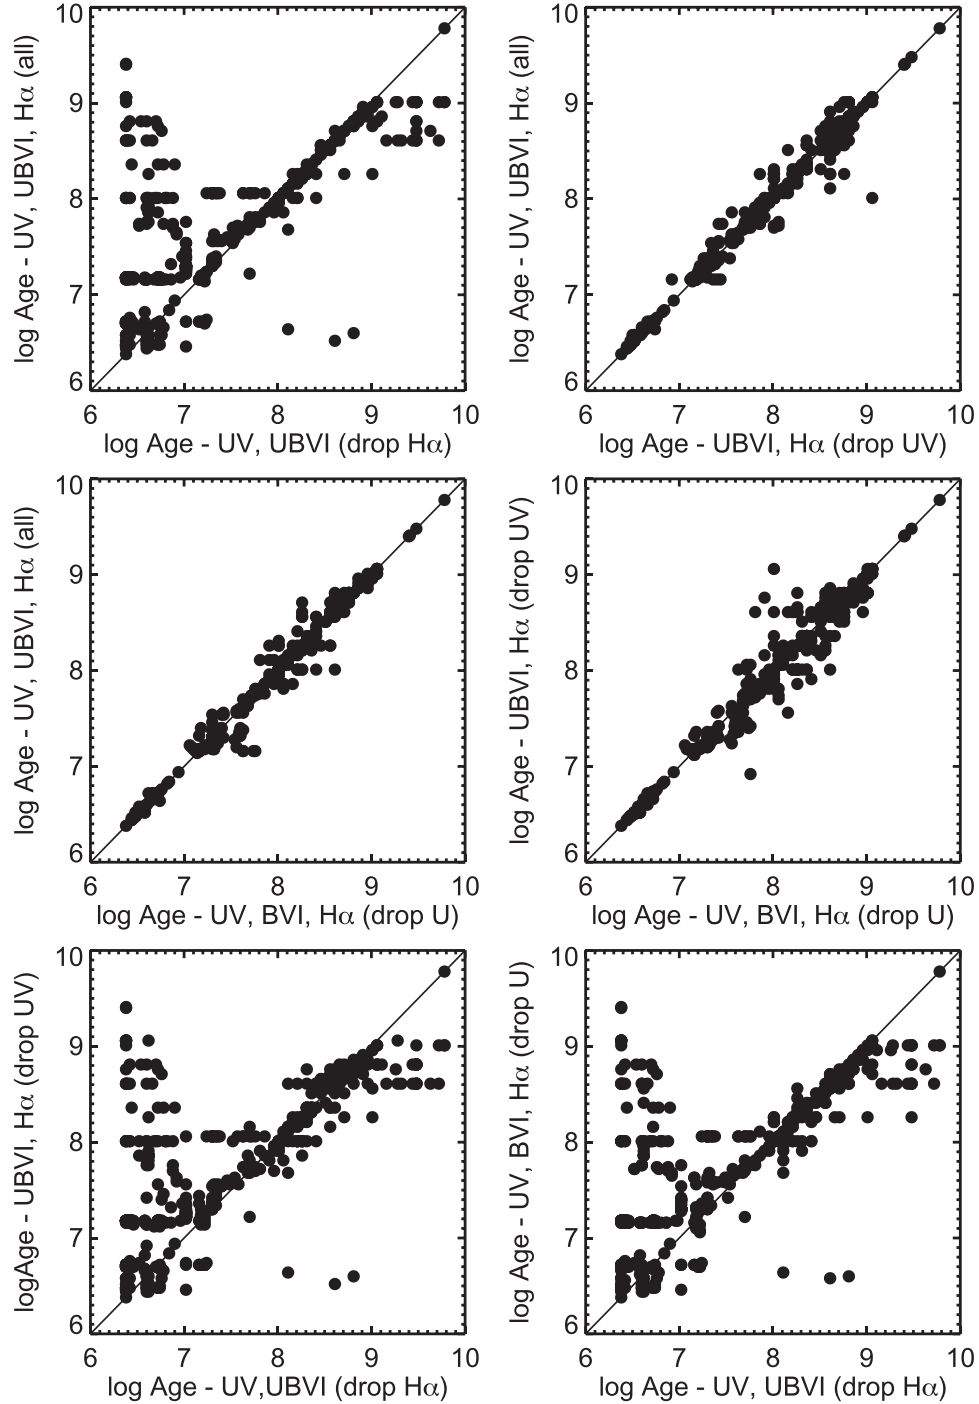 10
9
8
7
6
6 7 8 9 10
log Age - UV, UBVI, Hα (all)
log Age - UV, UBVI (drop Hα)
10
9
8
7
6
6 7 8 9 10
log Age - UV, UBVI, Hα (all)
log Age - UBVI, Hα (drop UV)
10
9
8
7
6
6 7 8 9 10
log Age - UV, UBVI, Hα (all)
log Age - UV, BVI, Hα (drop U)
10
9
8
7
6
6 7 8 9 10
log Age - UBVI, Hα (drop UV)
log Age - UV, BVI, Hα (drop U)
10
9
8
7
6
6 7 8 9 10
logAge - UBVI, Hα (drop UV)
log Age - UV,UBVI (drop Hα)
10
9
8
7
6
6 7 8 9 10
log Age - UV, BVI, Hα (drop U)
log Age - UV, UBVI (drop Hα)